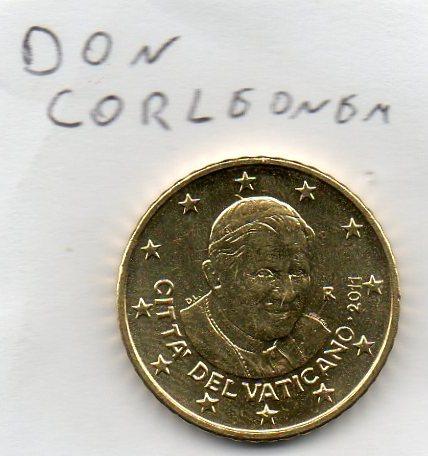 DON
CORLEONEM
CITTA' DEL VATICANO · 2011
R